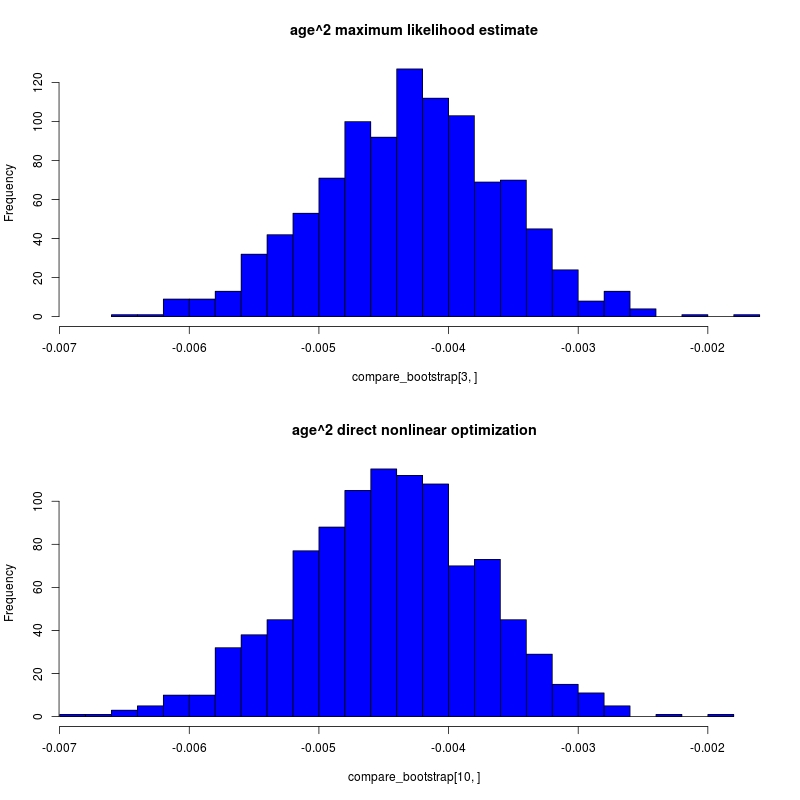 age^2 maximum likelihood estimate
Frequency
120
100
80
60
40
20
0
-0.007 -0.006 -0.005 -0.004 -0.003 -0.002
compare_bootstrap[3, ]
age^2 direct nonlinear optimization
Frequency
100
80
60
40
20
0
-0.007 -0.006 -0.005 -0.004 -0.003 -0.002
compare_bootstrap[10, ]